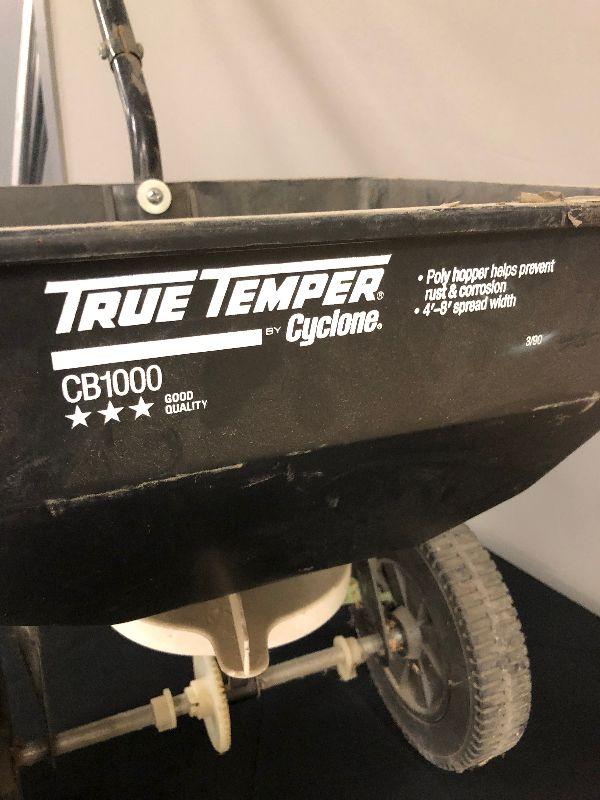 TRUE TEMPER®
BY Cyclone®
CB1000
GOOD
QUALITY
• Poly hopper helps prevent
rust & corrosion
• 4'-8' spread width
3/90